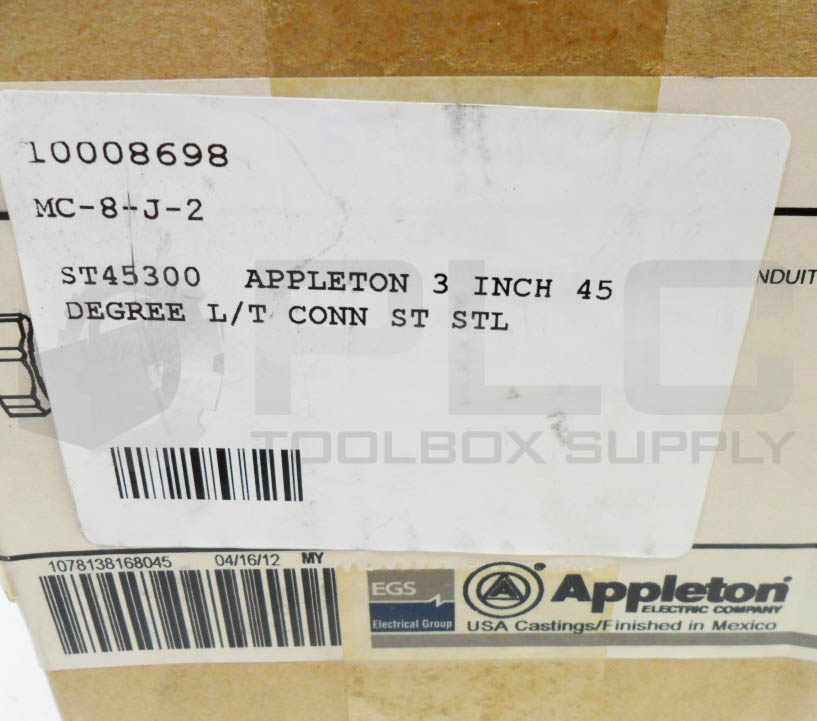 10008698
MC-8-J-2
ST45300 APPLETON 3 INCH 45
DEGREE L/T CONN ST STL
NDUIT
PLC
TOOLBOX SUPPLY
1078138168045 04/16/12 MY
EGS
Electrical Group
A
Appleton
ELECTRIC COMPANY
USA Castings/Finished in Mexico